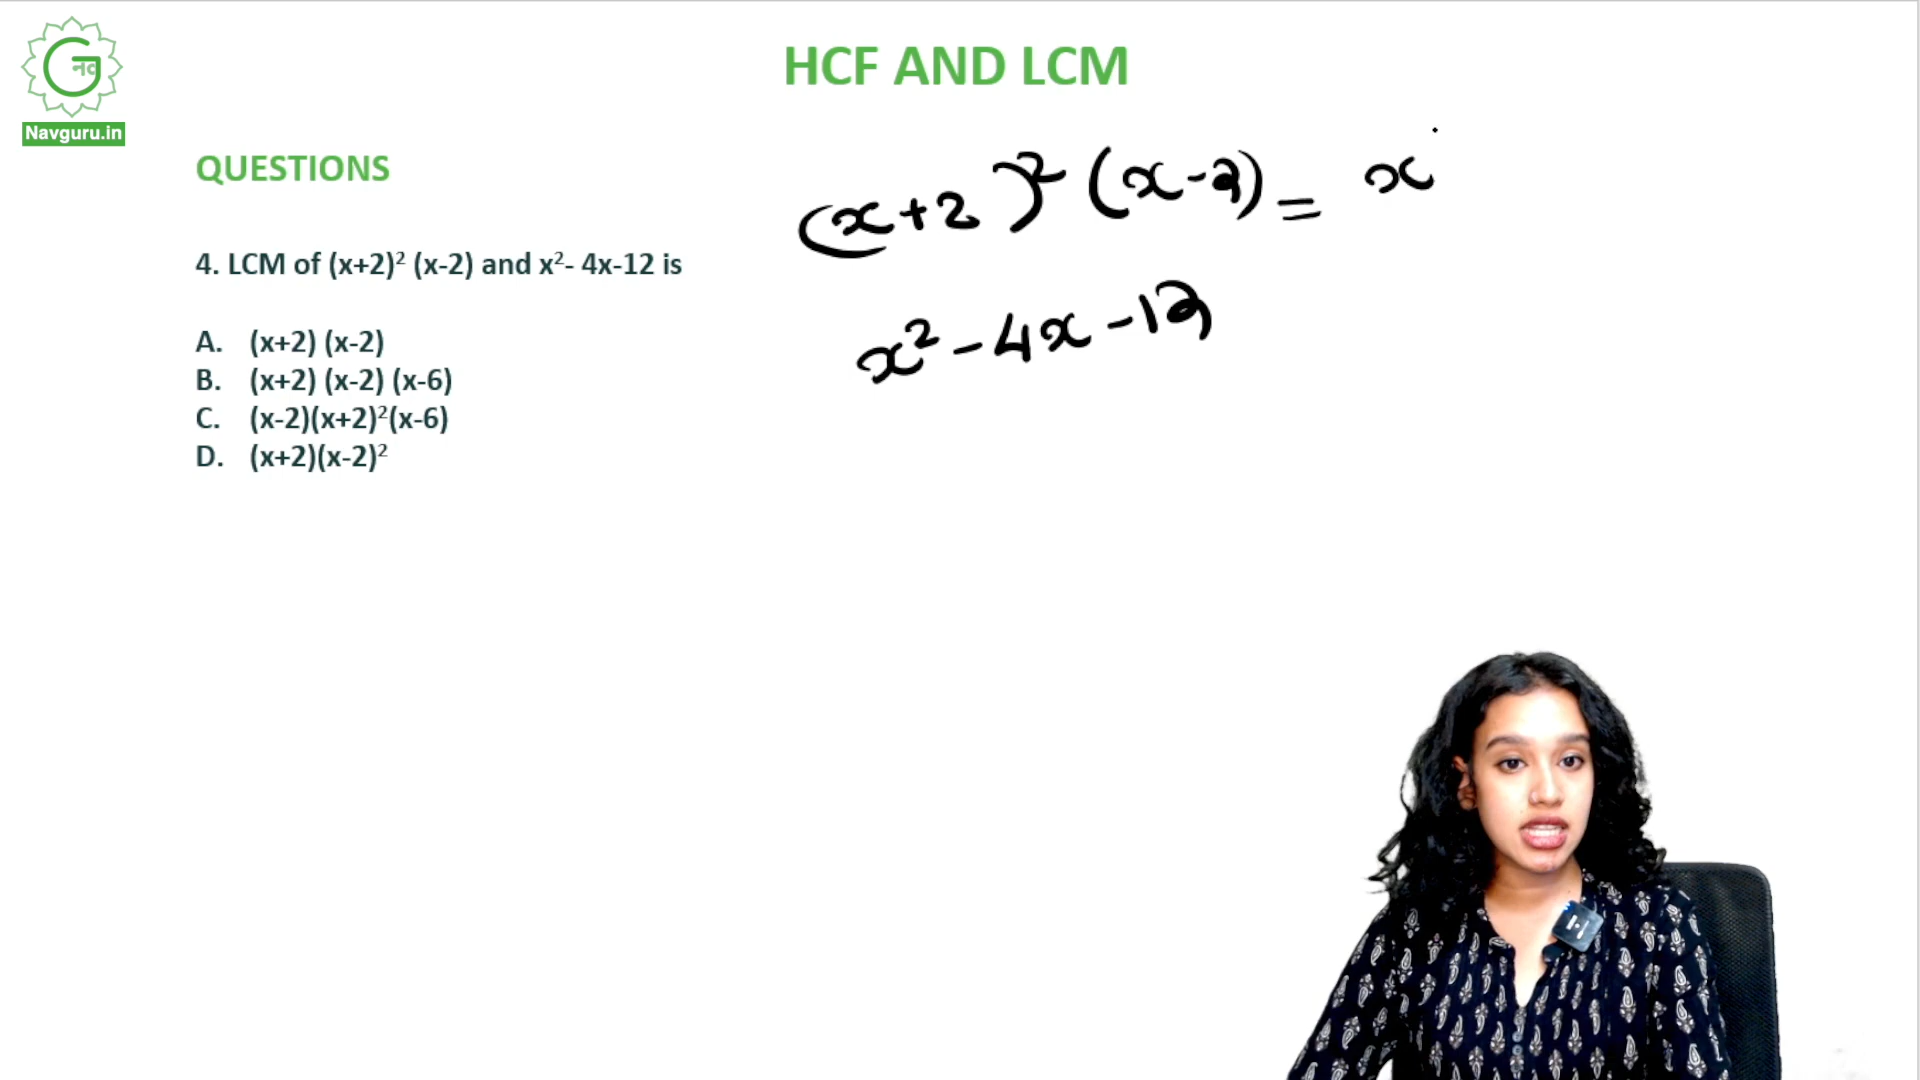 नव
Navguru.in
HCF AND LCM
QUESTIONS
4. LCM of (x+2)² (x-2) and x²- 4x-12 is
A. (x+2) (x-2)
B. (x+2) (x-2) (x-6)
C. (x-2)(x+2)²(x-6)
D. (x+2)(x-2)²
(x+2)² (x-2) = x
x² - 4x - 12